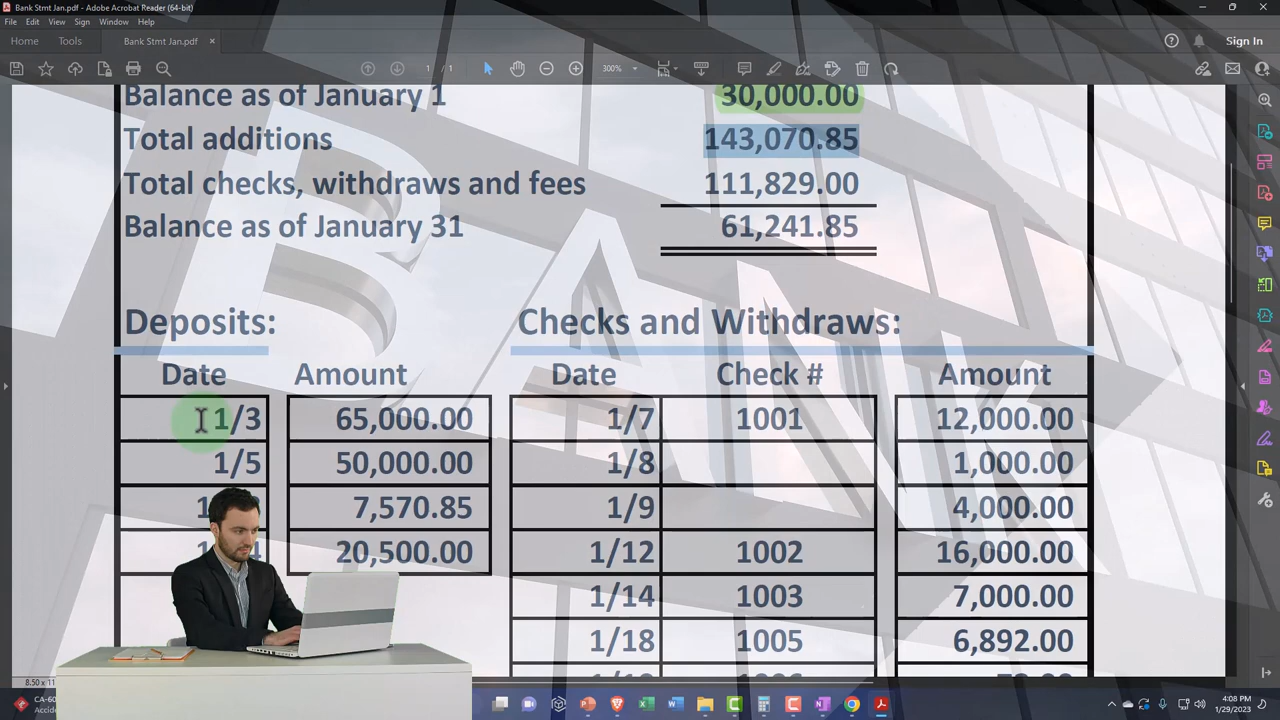 Bank Stmt Jan.pdf - Adobe Acrobat Reader (64-bit)
File Edit View Sign Window Help
Home Tools Bank Stmt Jan.pdf × Sign In
1 / 1 300%
Balance as of January 1 30,000.00
Total additions 143,070.85
Total checks, withdraws and fees 111,829.00
Balance as of January 31 61,241.85
Deposits: Checks and Withdraws:
Date Amount Date Check # Amount
1/3 65,000.00 1/7 1001 12,000.00
1/5 50,000.00 1/8 1,000.00
7,570.85 1/9 4,000.00
20,500.00 1/12 1002 16,000.00
1/14 1003 7,000.00
1/18 1005 6,892.00
BANK
8.50 x 11
CA-60
4:08 PM
1/29/2023